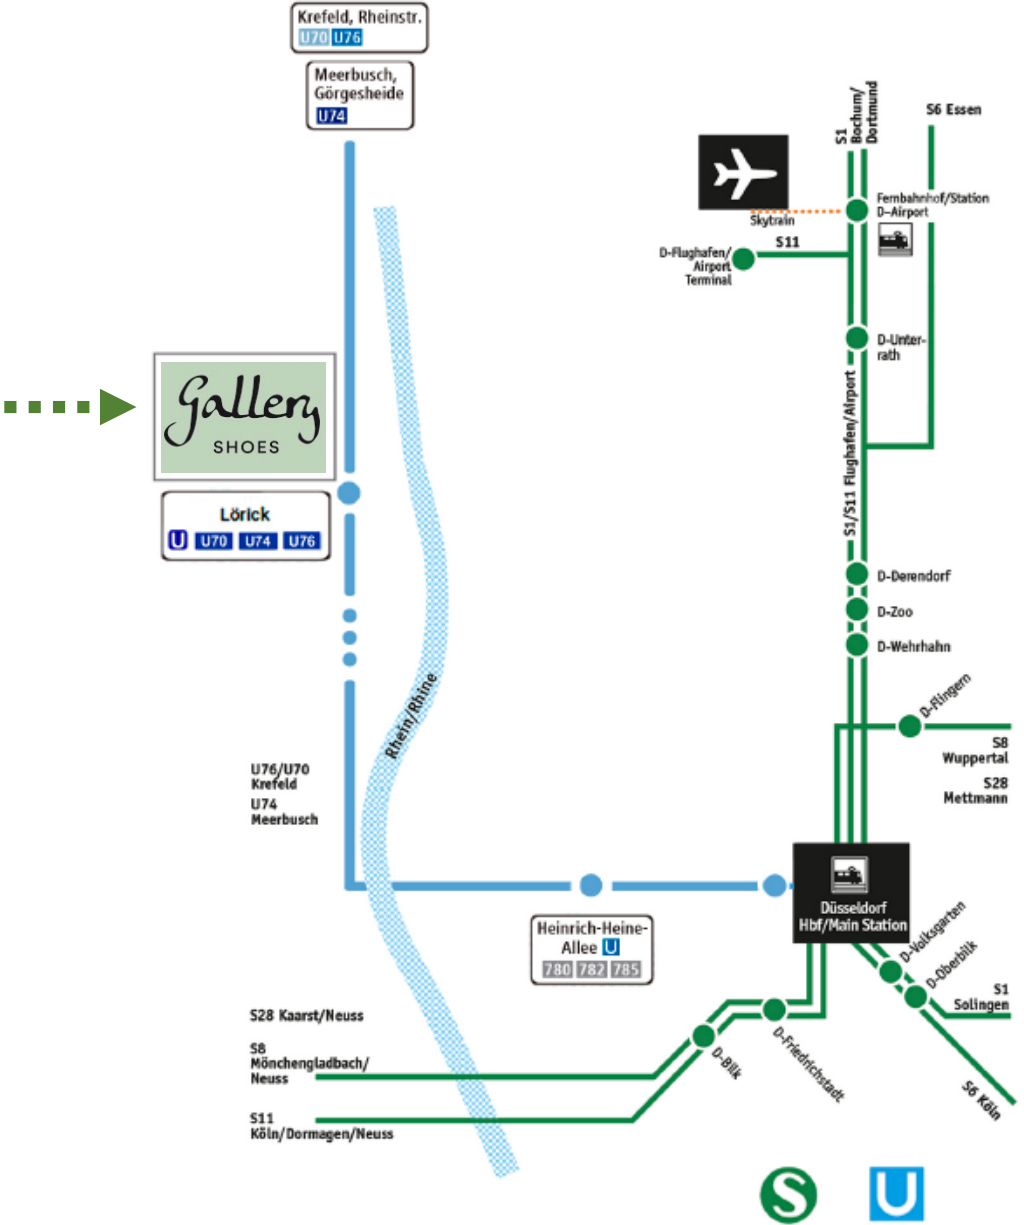 Krefeld, Rheinstr.
U70 U76
Meerbusch,
Görgesheide
U74
S1
Bochum/
Dortmund
S6 Essen
Fernbahnhof/Station
D-Airport
Skytrain
S11
D-Flughafen/
Airport
Terminal
D-Unter-
rath
gallery
SHOES
S1/S11 Flughafen/Airport
Lörick
U U70 U74 U76
D-Derendorf
D-Zoo
D-Wehrhahn
Rhein/Rhine
D-Flingern
S8
Wuppertal
S28
Mettmann
U76/U70
Krefeld
U74
Meerbusch
Düsseldorf
Hbf/Main Station
Heinrich-Heine-
Allee U
780 782 785
D-Volksgarten
D-Oberbilk
S1
Solingen
S28 Kaarst/Neuss
S8
Mönchengladbach/
Neuss
D-Bilk
D-Friedrichstadt
S6 Köln
S11
Köln/Dormagen/Neuss
S U